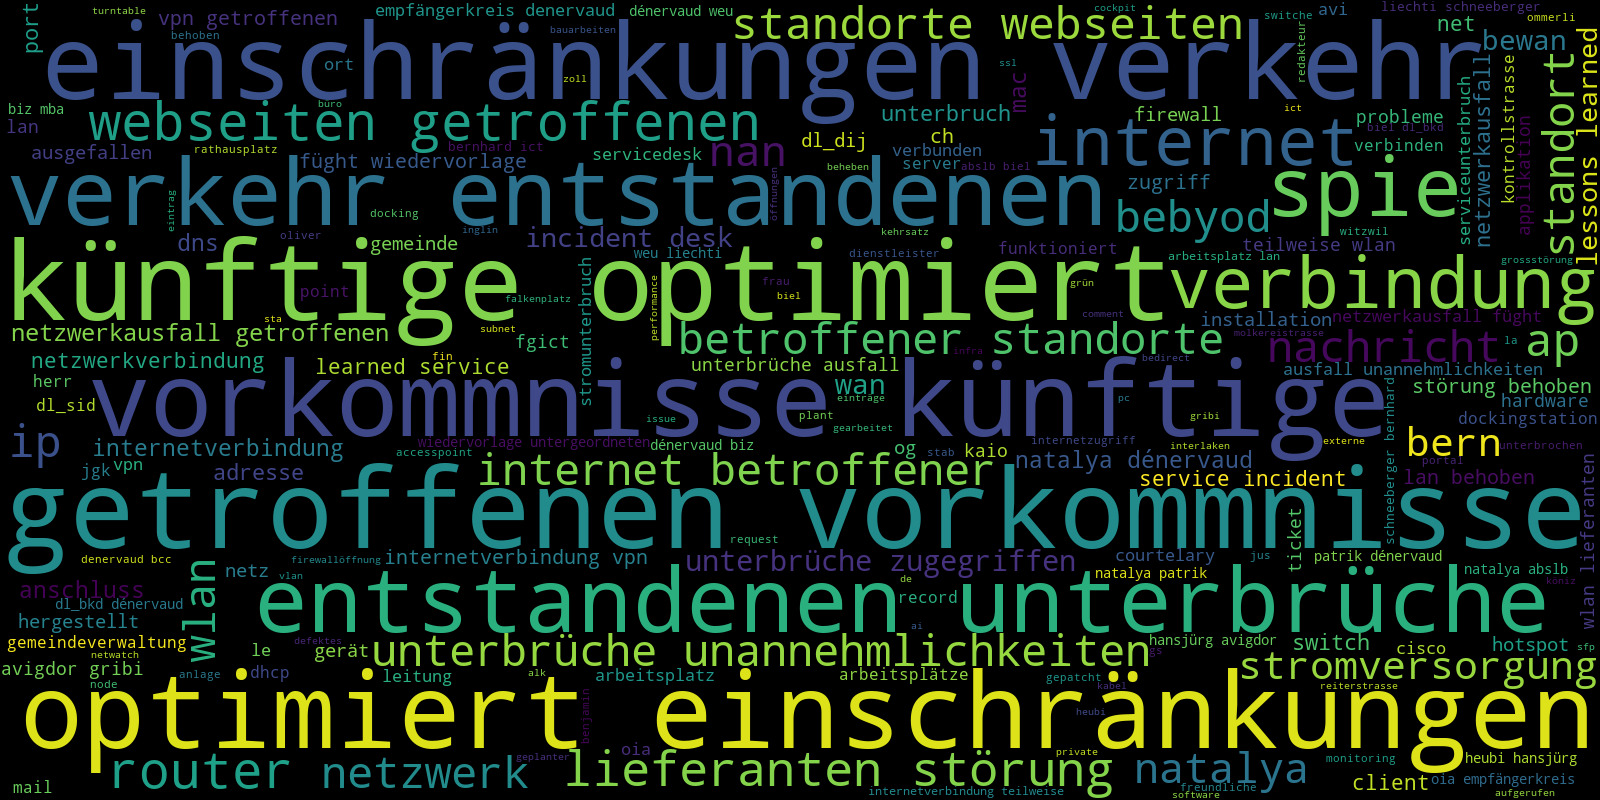 turntable
vpn getroffenen
empfängerkreis denervaud
dénervaud weu
standorte webseiten
cockpit
switche
avi
liechti schneeberger
net
ommerli
port
behoben
bauarbeiten
redakteur
bewan
einschränkungen verkehr
ort
zoll
ssl
mac
standort
lessons learned
biz mba
büro
webseiten getroffenen
unterbruch
firewall
ict
probleme
serviceunterbruch
netzwerkausfall
kontrollstrasse
applikation
lan
bernhard ict
dl_dij
ch
internet
biel dl_bkd
ausgefallen
rathausplatz
füght wiedervorlage
servicedesk
nan
verbunden
verbinden
server
abslb biel
beheben
verkehr entstandenen
zugriff
spie
eintrag
docking
öffnungen
bebyod
inglin
kehrsatz
witzwil
dns
oliver
gemeinde
incident desk
funktioniert
teilweise wlan
weu liechti
dienstleister
arbeitsplatz lan
grossstörung
künftige optimiert
verbindung
point
stromunterbruch
performance
frau
grün
falkenplatz
biel
comment
sta
subnet
installation
netzwerkausfall füght
netzwerkausfall getroffenen
fgict
betroffener standorte
molkereistrasse
nachricht
la
ap
netzwerkverbindung
learned service
fin
infra
bedirect
unterbrüche ausfall
ausfall unannehmlichkeiten
herr
wan
störung behoben
dl_sid
vorkommnisse künftige
einträge
pc
hardware
plant
gribi
dockingstation
issue
gearbeitet
schneeberger bernhard
ip
internetverbindung
wiedervorlage untergeordneten
dénervaud biz
og
stab
internetzugriff
interlaken
externe
bern
unterbrochen
accesspoint
kaio
jgk
vpn
adresse
internet betroffener
natalya dénervaud
portal
service incident
lan behoben
wlan lieferanten
getroffenen vorkommnisse
ticket
request
denervaud bcc
firewallöffnung
internetverbindung vpn
unterbrüche zugegriffen
courtelary
jus
patrik dénervaud
anschluss
wlan
netz
vlan
de
natalya patrik
natalya abslb
köniz
dl_bkd dénervaud
entstandenen unterbrüche
record
hergestellt
ai
gemeindeverwaltung
defektes
netwatch
le
gerät
unterbrüche unannehmlichkeiten
hansjürg avigdor
gs
switch
cisco
hotspot
sfp
avigdor gribi
anlage
dhcp
leitung
alk
arbeitsplatz
arbeitsplätze
gepatcht
stromversorgung
node
kabel
reiterstrasse
optimiert einschränkungen
benjamin
heubi
oia
geplanter
private
monitoring
heubi hansjürg
router netzwerk
lieferanten störung
natalya
client
oia empfängerkreis
mail
internetverbindung teilweise
freundliche
software
aufgerufen